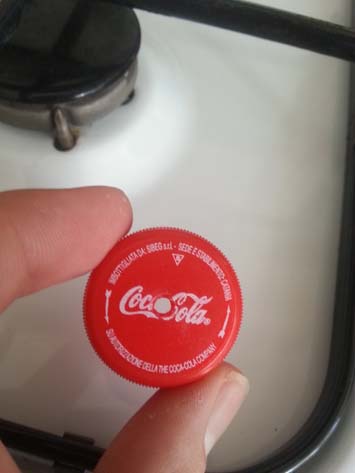 IMBOTTIGLIATA DA: SIBEG s.r.l. - SEDE E STABILIMENTO: CATANIA
Coca-Cola®
SU AUTORIZZAZIONE DELLA THE COCA-COLA COMPANY